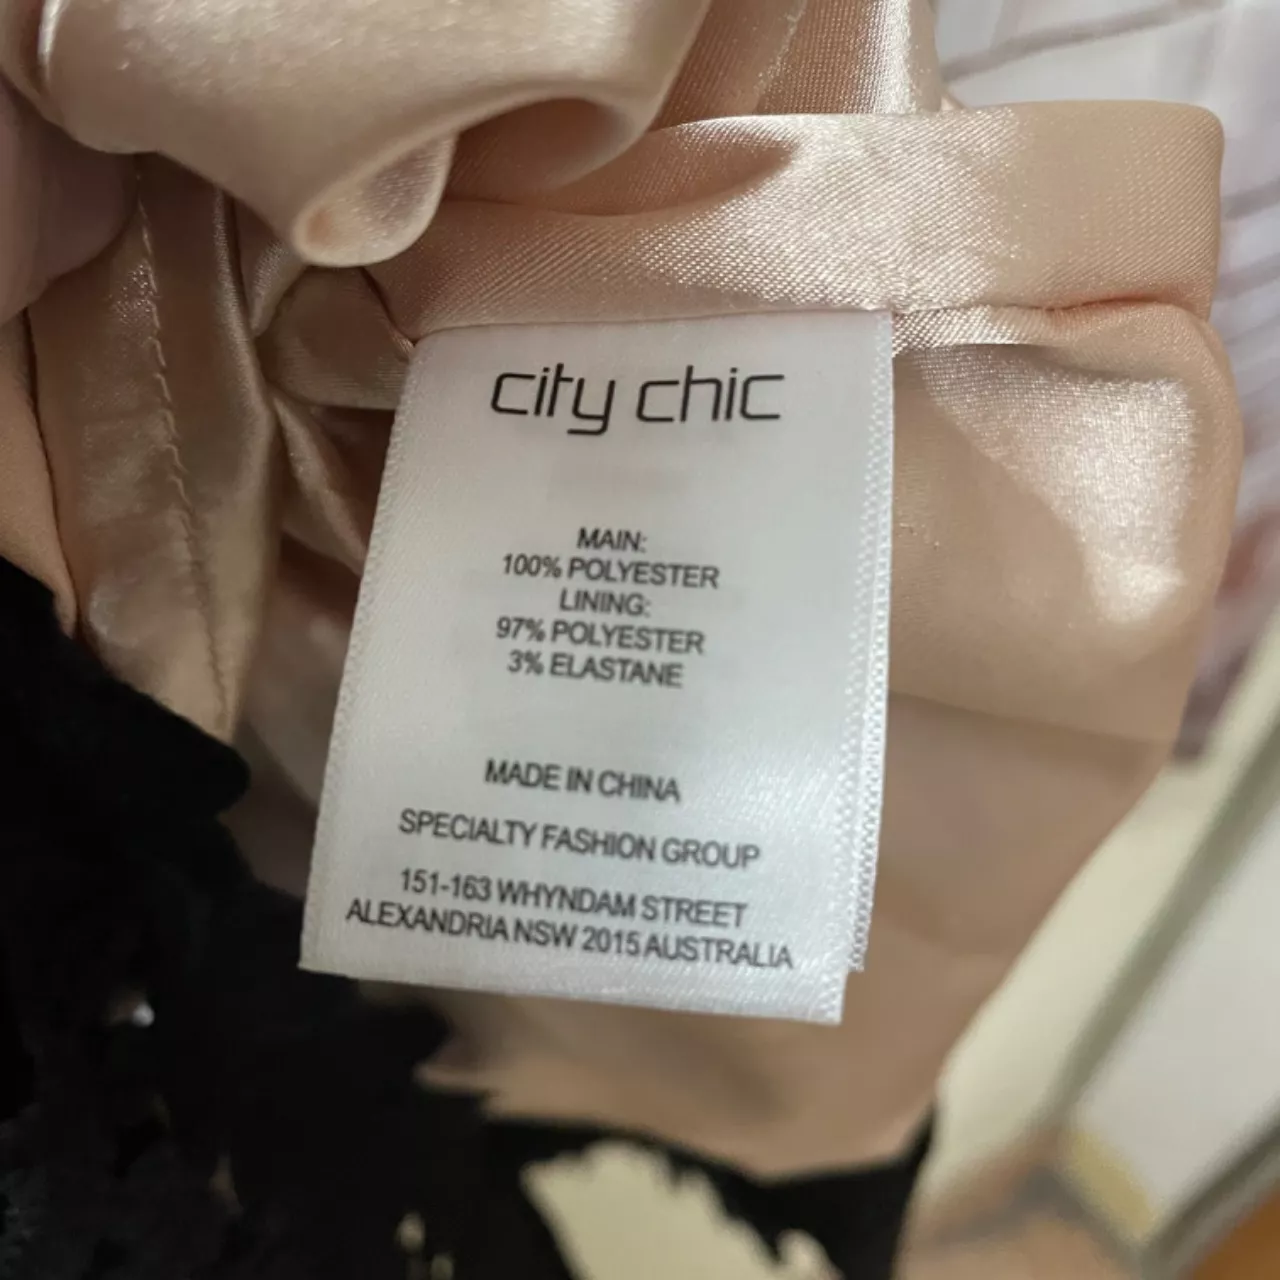 city chic
MAIN:
100% POLYESTER
LINING:
97% POLYESTER
3% ELASTANE
MADE IN CHINA
SPECIALTY FASHION GROUP
151-163 WHYNDAM STREET
ALEXANDRIA NSW 2015 AUSTRALIA